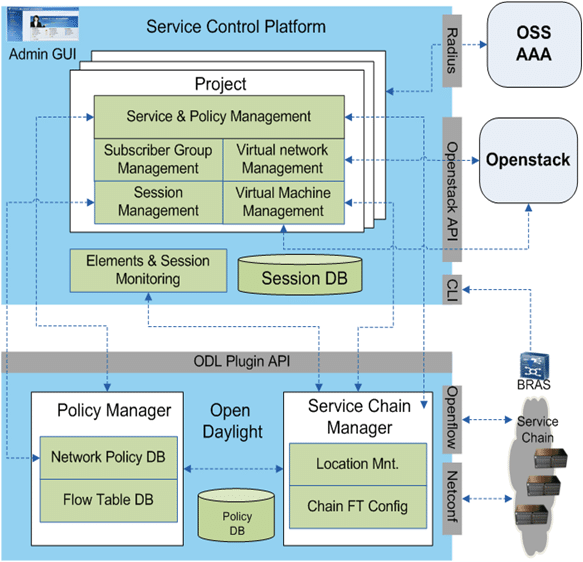 Service Control Platform
Admin GUI
Radius
OSS
AAA
Project
Service & Policy Management
Subscriber Group
Management
Virtual network
Management
Session
Management
Virtual Machine
Management
Openstack API
Openstack
Elements & Session
Monitoring
Session DB
CLI
ODL Plugin API
BRAS
Policy Manager
Open
Daylight
Service Chain
Manager
Openflow
Service
Chain
Network Policy DB
Flow Table DB
Location Mnt.
Chain FT Config
Policy
DB
Netconf